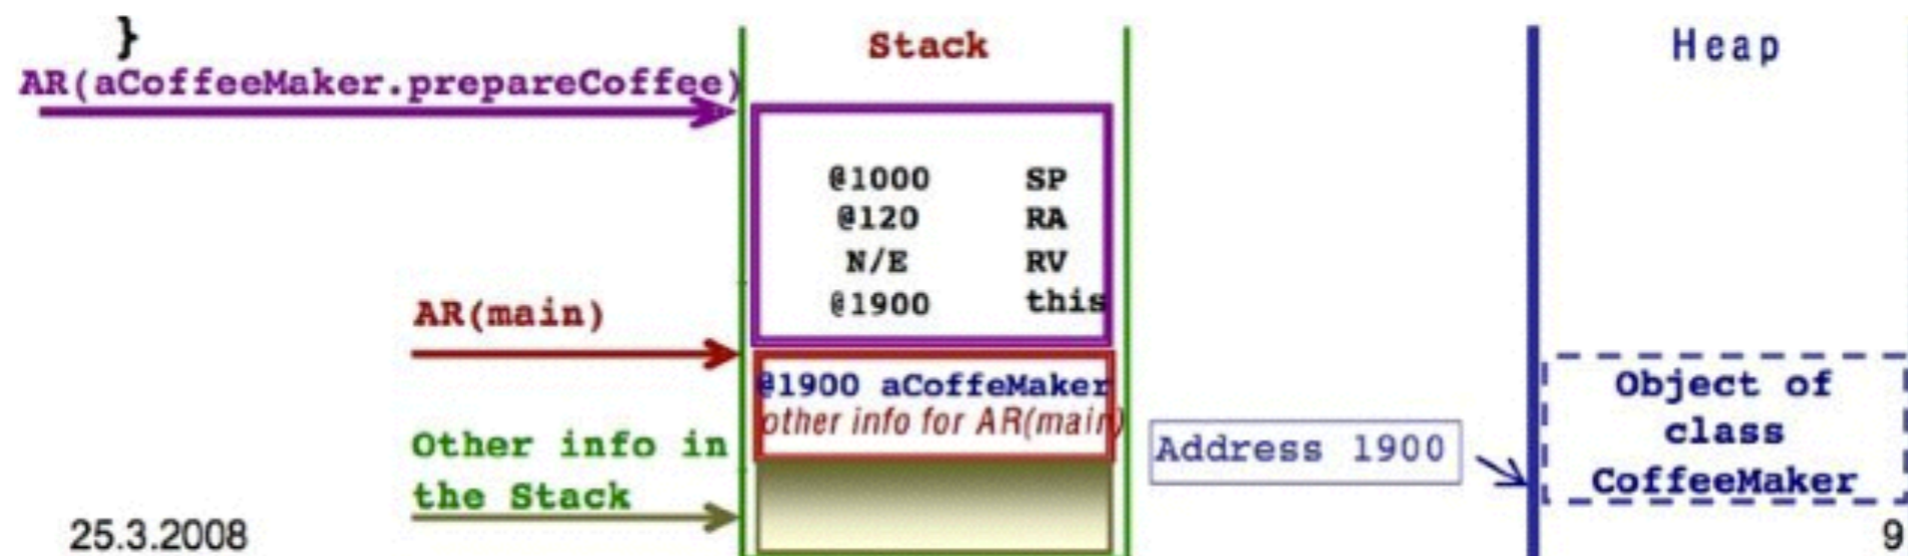 }
Stack
Heap
AR(aCoffeeMaker.prepareCoffee)
@1000 SP
@120 RA
N/E RV
@1900 this
AR(main)
@1900 aCoffeMaker
other info for AR(main)
Other info in
the Stack
Address 1900
Object of
class
CoffeeMaker
25.3.2008
9